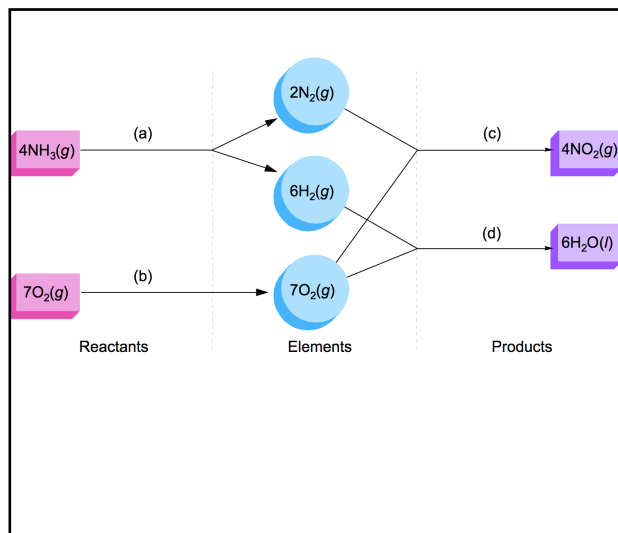 2N₂(g)
(a)
(c)
4NH₃(g)
4NO₂(g)
6H₂(g)
(d)
6H₂O(l)
(b)
7O₂(g)
7O₂(g)
Reactants
Elements
Products